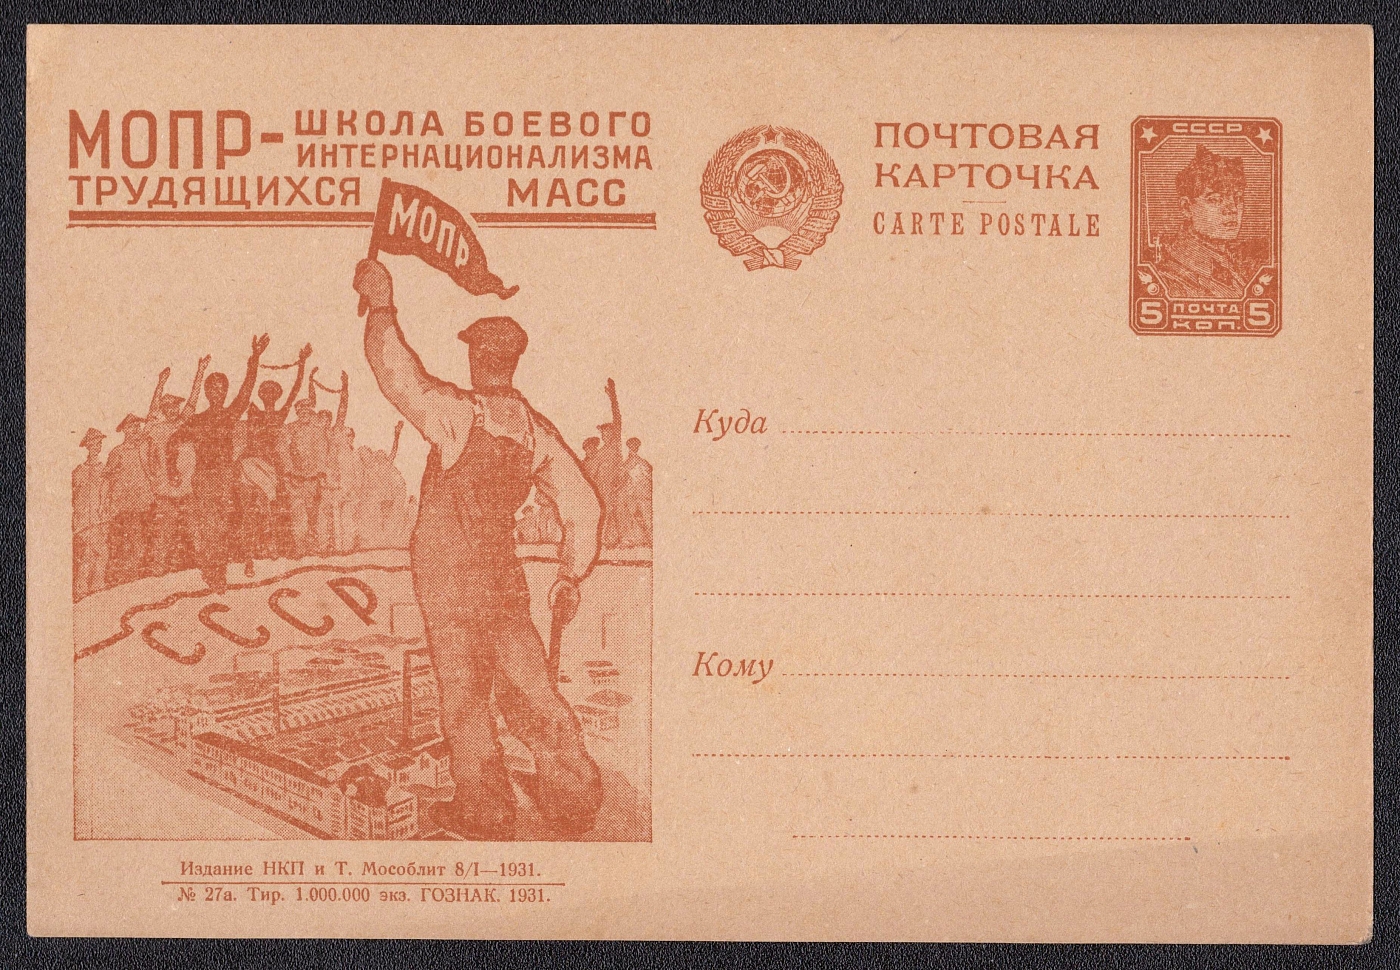 МОПР- ШКОЛА БОЕВОГО
ИНТЕРНАЦИОНАЛИЗМА
ТРУДЯЩИХСЯ МАСС
МОПР
СССР
Издание НКП и Т. Мособлит 8/I—1931.
№ 27а. Тир. 1.000.000 экз. ГОЗНАК. 1931.
ПОЧТОВАЯ
КАРТОЧКА
CARTE POSTALE
СССР
5 ПОЧТА 5
КОП.
Куда
Кому